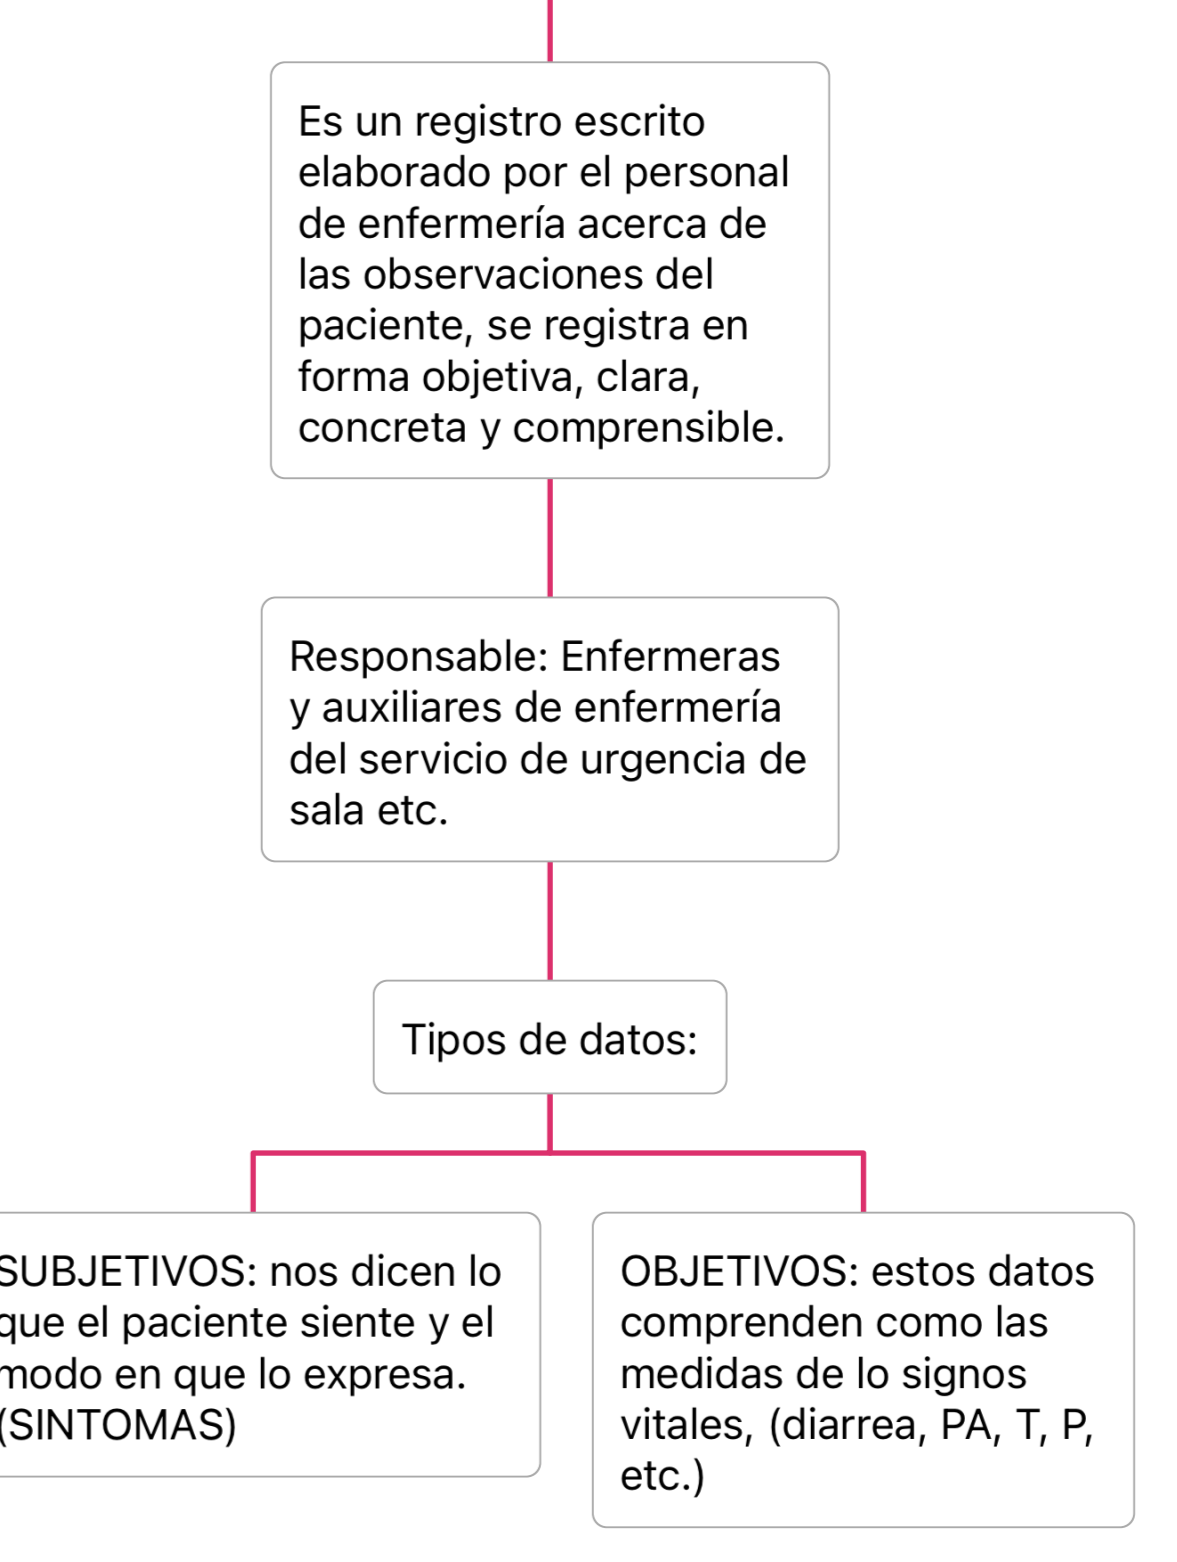 Es un registro escrito
elaborado por el personal
de enfermería acerca de
las observaciones del
paciente, se registra en
forma objetiva, clara,
concreta y comprensible.
Responsable: Enfermeras
y auxiliares de enfermería
del servicio de urgencia de
sala etc.
Tipos de datos:
SUBJETIVOS: nos dicen lo
que el paciente siente y el
modo en que lo expresa.
(SINTOMAS)
OBJETIVOS: estos datos
comprenden como las
medidas de lo signos
vitales, (diarrea, PA, T, P,
etc.)